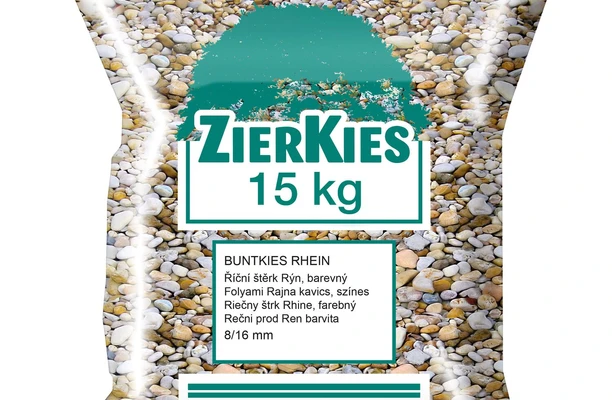 ZIERKIES
15 kg
BUNTKIES RHEIN
Říční štěrk Rýn, barevný
Folyami Rajna kavics, színes
Riečny štrk Rhine, farebný
Rečni prod Ren barvita
8/16 mm